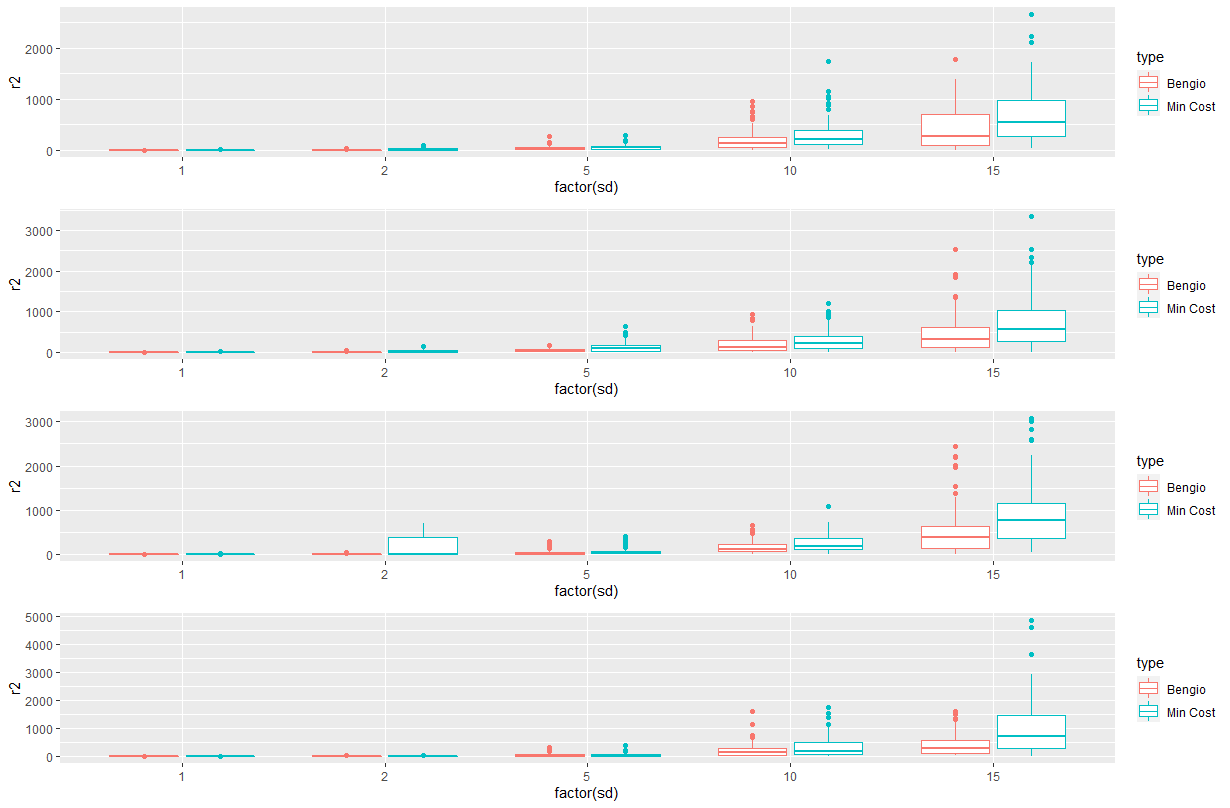 r2
2000
1000
0
1 2 5 10 15
factor(sd)
type
Bengio
Min Cost
r2
3000
2000
1000
0
1 2 5 10 15
factor(sd)
type
Bengio
Min Cost
r2
3000
2000
1000
0
1 2 5 10 15
factor(sd)
type
Bengio
Min Cost
r2
5000
4000
3000
2000
1000
0
1 2 5 10 15
factor(sd)
type
Bengio
Min Cost